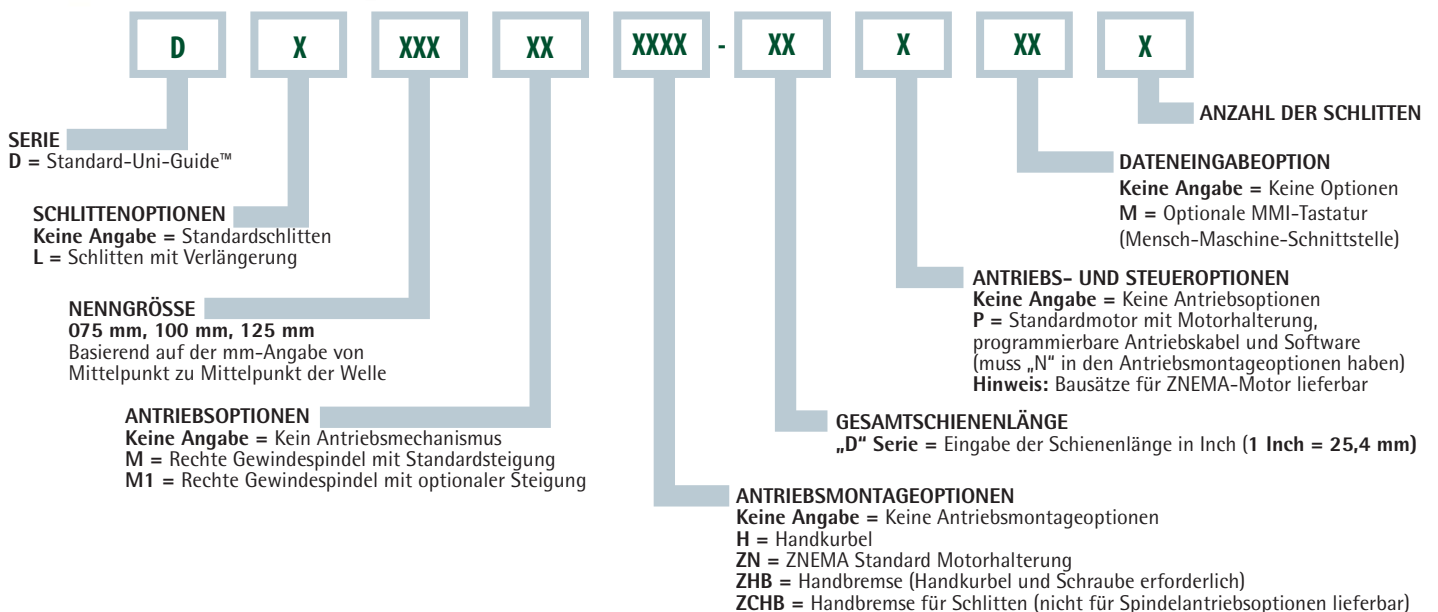 D X XXX XX XXXX - XX X XX X
SERIE
D = Standard-Uni-Guide™
SCHLITTENOPTIONEN
Keine Angabe = Standardschlitten
L = Schlitten mit Verlängerung
NENNGRÖSSE
075 mm, 100 mm, 125 mm
Basierend auf der mm-Angabe von
Mittelpunkt zu Mittelpunkt der Welle
ANTRIEBSOPTIONEN
Keine Angabe = Kein Antriebsmechanismus
M = Rechte Gewindespindel mit Standardsteigung
M1 = Rechte Gewindespindel mit optionaler Steigung
ANZAHL DER SCHLITTEN
DATENEINGABEOPTION
Keine Angabe = Keine Optionen
M = Optionale MMI-Tastatur
(Mensch-Maschine-Schnittstelle)
ANTRIEBS- UND STEUEROPTIONEN
Keine Angabe = Keine Antriebsoptionen
P = Standardmotor mit Motorhalterung,
programmierbare Antriebskabel und Software
(muss „N" in den Antriebsmontageoptionen haben)
Hinweis: Bausätze für ZNEMA-Motor lieferbar
GESAMTSCHIENENLÄNGE
„D" Serie = Eingabe der Schienenlänge in Inch (1 Inch = 25,4 mm)
ANTRIEBSMONTAGEOPTIONEN
Keine Angabe = Keine Antriebsmontageoptionen
H = Handkurbel
ZN = ZNEMA Standard Motorhalterung
ZHB = Handbremse (Handkurbel und Schraube erforderlich)
ZCHB = Handbremse für Schlitten (nicht für Spindelantriebsoptionen lieferbar)